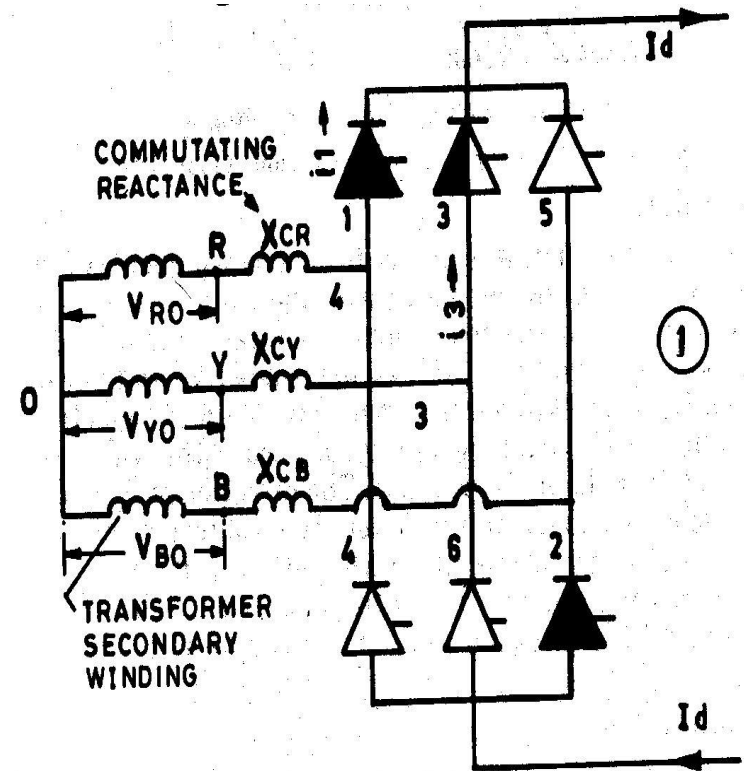 Id
COMMUTATING
REACTANCE
i1
1
3
5
R
XCR
VRO
4
i3
1
Y
XCY
O
VYO
3
B
XCB
VBO
4
6
2
TRANSFORMER
SECONDARY
WINDING
Id